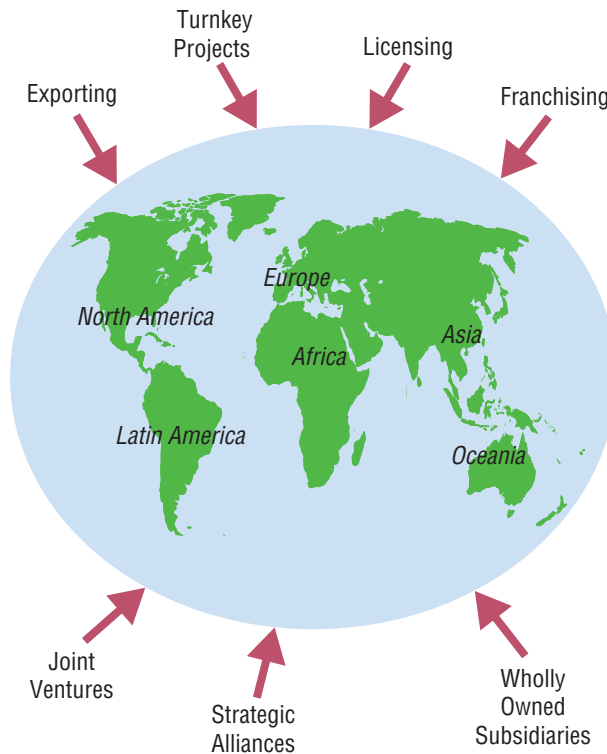 Turnkey
Projects
Licensing
Exporting
Franchising
Europe
North America
Asia
Africa
Latin America
Oceania
Joint
Ventures
Strategic
Alliances
Wholly
Owned
Subsidiaries